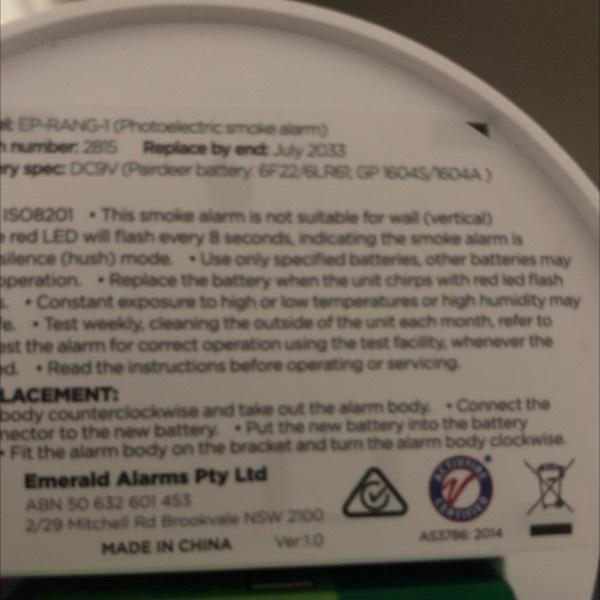 el: EP-RANG-1 (Photoelectric smoke alarm)
n number: 2815 Replace by end: July 2033
ery spec: DC9V (Pairdeer battery: 6F22/6LR61, GP 1604S/1604A )
ISO8201 • This smoke alarm is not suitable for wall (vertical)
red LED will flash every 8 seconds, indicating the smoke alarm is
silence (hush) mode. • Use only specified batteries, other batteries may
operation. • Replace the battery when the unit chirps with red led flash
s. • Constant exposure to high or low temperatures or high humidity may
e. • Test weekly, cleaning the outside of the unit each month, refer to
est the alarm for correct operation using the test facility, whenever the
ed. • Read the instructions before operating or servicing.
LACEMENT:
body counterclockwise and take out the alarm body. • Connect the
nector to the new battery. • Put the new battery into the battery
• Fit the alarm body on the bracket and turn the alarm body clockwise.
Emerald Alarms Pty Ltd
ABN 50 632 601 453
2/29 Mitchell Rd Brookvale NSW 2100
MADE IN CHINA Ver:1.0
ACTIVFIRE
CERTIFIED
AS3786: 2014